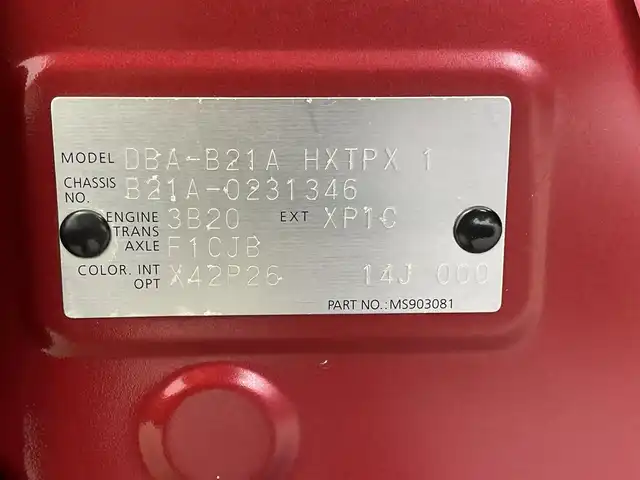 MODEL DBA-B21A HXTPX 1
CHASSIS NO. B21A-0231346
ENGINE 3B20 EXT XP1C
TRANS AXLE F1CJB
COLOR. INT OPT X42P26 14J 000
PART NO.: MS903081